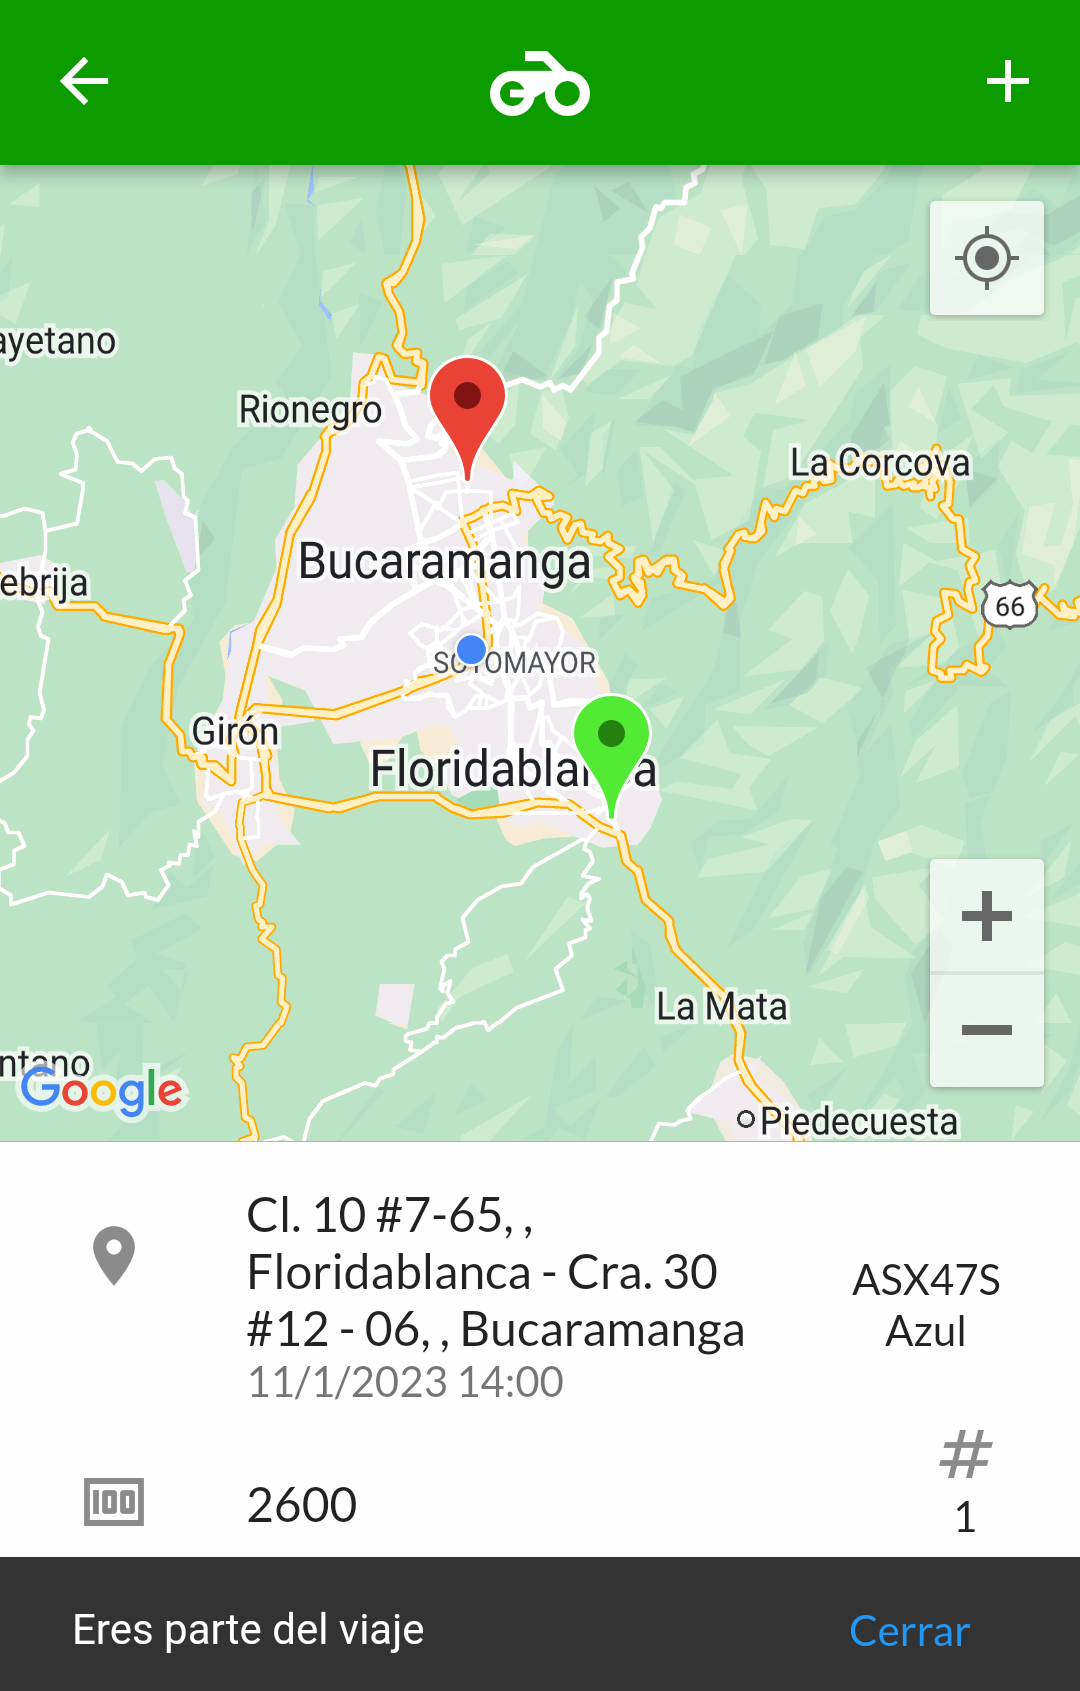 ayetano
Rionegro
La Corcova
Bucaramanga
ebrija
66
SOTOMAYOR
Girón
Floridablanca
La Mata
ntano
Google
Piedecuesta
Cl. 10 #7-65, ,
Floridablanca - Cra. 30
#12 - 06, , Bucaramanga
11/1/2023 14:00
ASX47S
Azul
100
2600
#
1
Eres parte del viaje
Cerrar